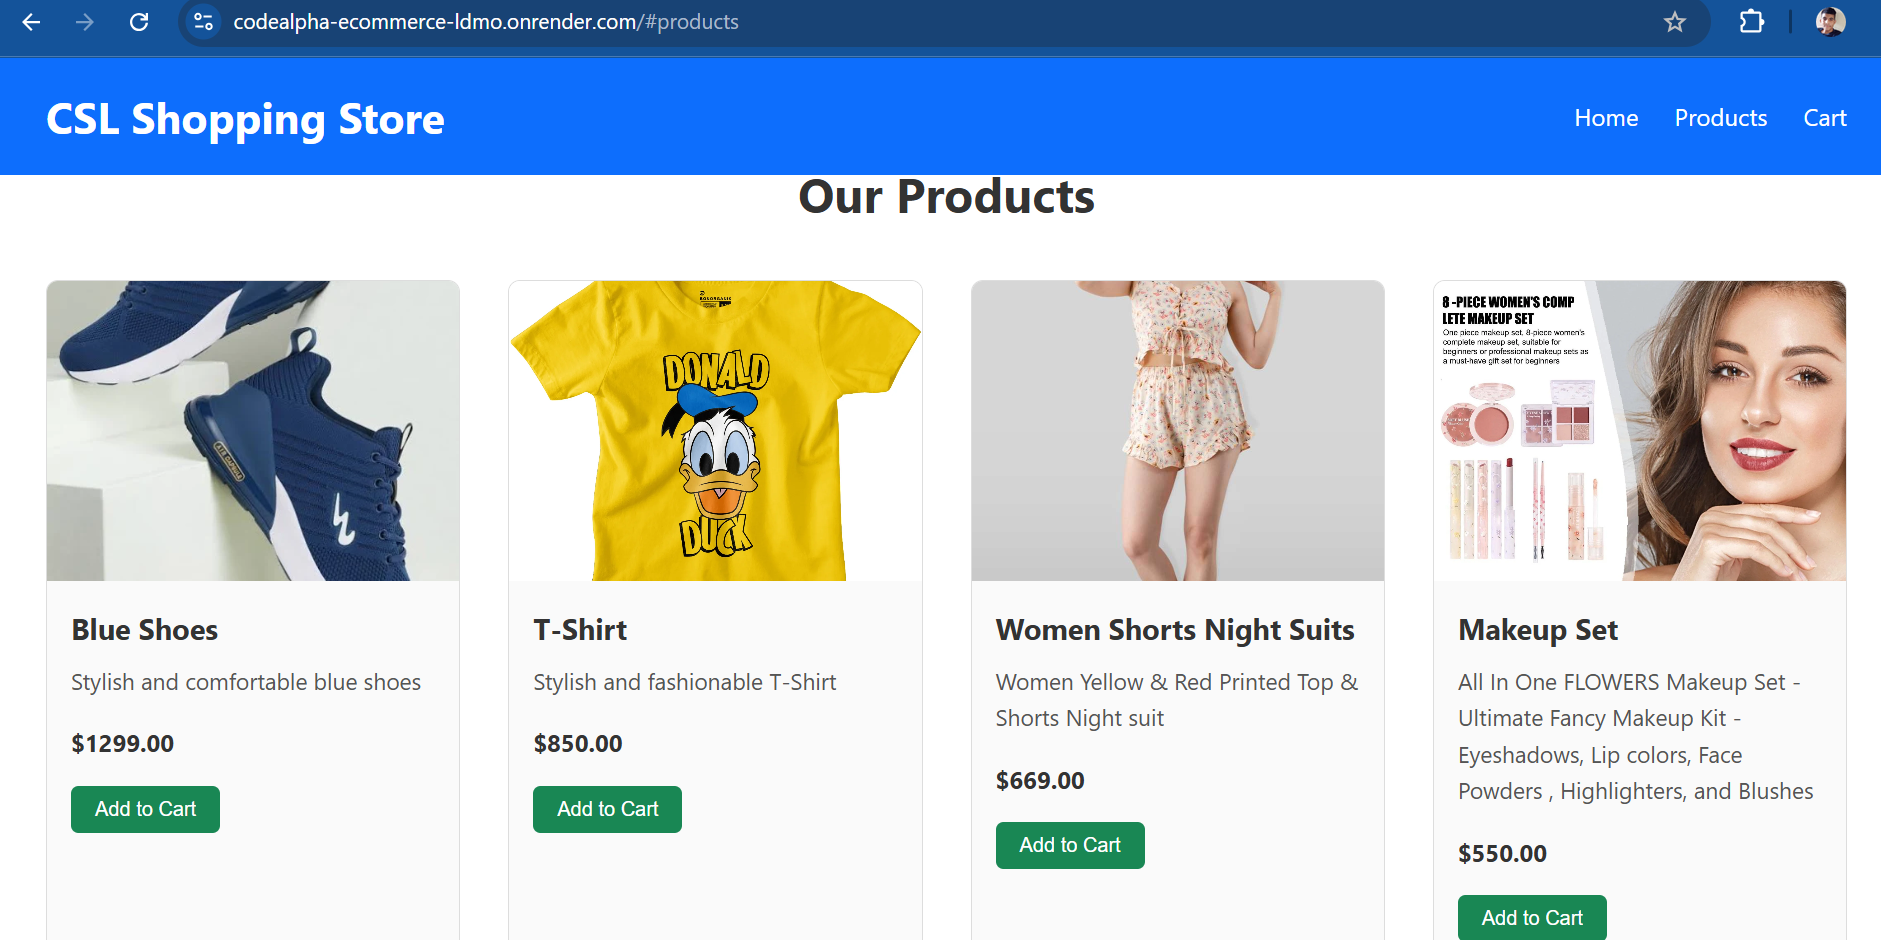 codealpha-ecommerce-ldmo.onrender.com/#products
CSL Shopping Store
Home
Products
Cart
Our Products
DONALD
DUCK
8 -PIECE WOMEN'S COMP
LETE MAKEUP SET
One piece makeup set, 8-piece women's
complete makeup set, suitable for
beginners or professional makeup sets as
a must-have gift set for beginners
Blue Shoes
Stylish and comfortable blue shoes
$1299.00
Add to Cart
T-Shirt
Stylish and fashionable T-Shirt
$850.00
Add to Cart
Women Shorts Night Suits
Women Yellow & Red Printed Top &
Shorts Night suit
$669.00
Add to Cart
Makeup Set
All In One FLOWERS Makeup Set -
Ultimate Fancy Makeup Kit -
Eyeshadows, Lip colors, Face
Powders , Highlighters, and Blushes
$550.00
Add to Cart